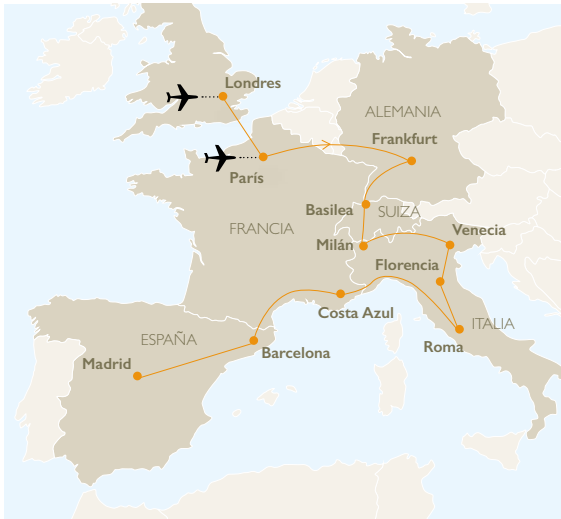 Londres
ALEMANIA
Frankfurt
París
Basilea
SUIZA
FRANCIA
Venecia
Milán
Florencia
Costa Azul
ITALIA
ESPAÑA
Roma
Barcelona
Madrid